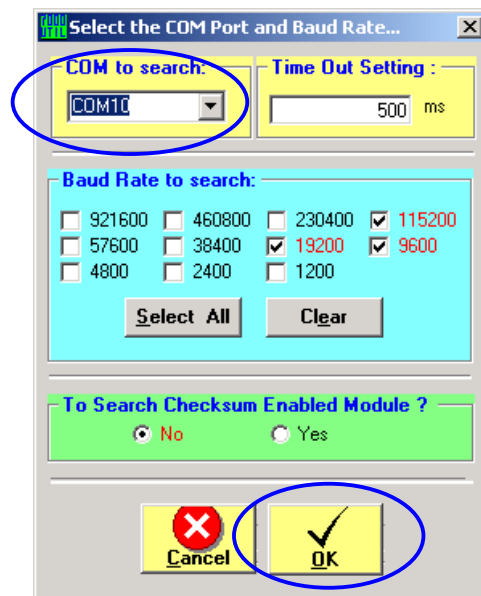 Select the COM Port and Baud Rate...
COM to search:
COM10
Time Out Setting :
500 ms
Baud Rate to search:
921600 460800 230400 115200
57600 38400 19200 9600
4800 2400 1200
Select All Clear
To Search Checksum Enabled Module ?
No Yes
Cancel OK